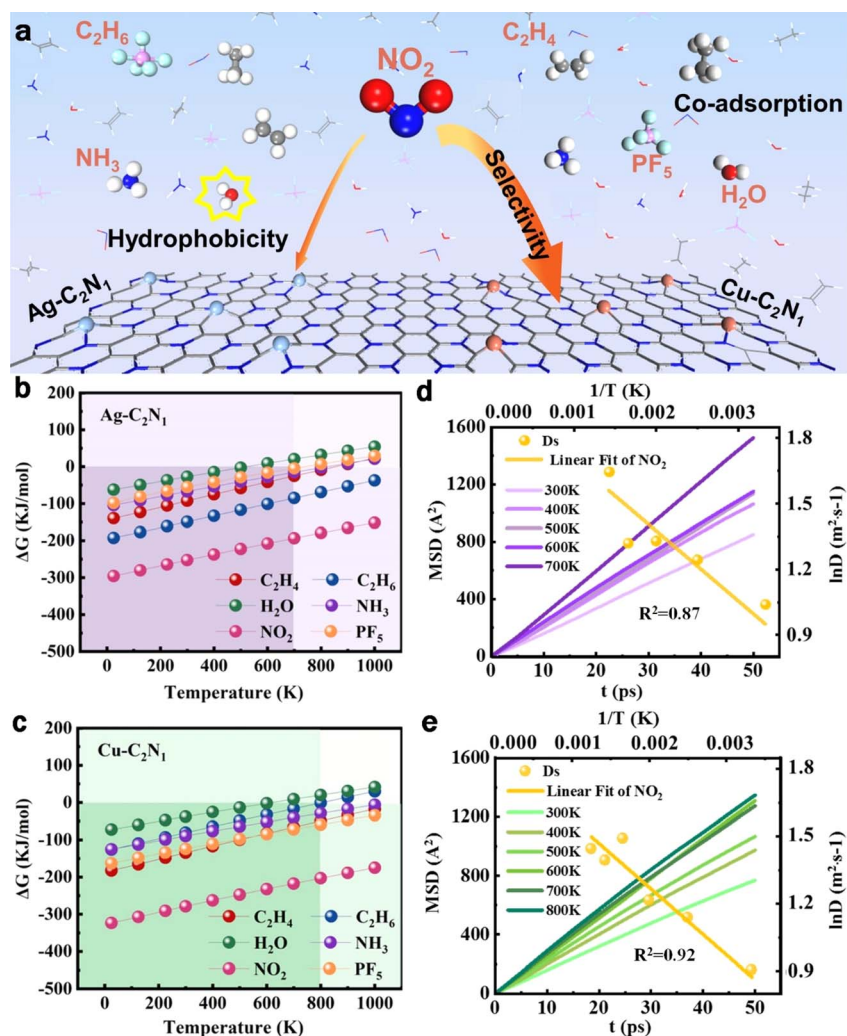 a
C₂H₆
NO₂
C₂H₄
Co-adsorption
NH₃
PF₅
H₂O
Selectivity
Hydrophobicity
Ag-C₂N₁
Cu-C₂N₁
b
200
100
0
-100
-200
-300
-400
-500
ΔG (KJ/mol)
Ag-C₂N₁
C₂H₄
C₂H₆
H₂O
NH₃
NO₂
PF₅
0 200 400 600 800 1000
Temperature (K)
d
1/T (K)
0.000 0.001 0.002 0.003
1600
1200
800
400
0
MSD (A²)
Ds
Linear Fit of NO₂
300K
400K
500K
600K
700K
R²=0.87
1.8
1.5
1.2
0.9
lnD (m²·s-1)
0 10 20 30 40 50
t (ps)
c
200
100
0
-100
-200
-300
-400
-500
ΔG (KJ/mol)
Cu-C₂N₁
C₂H₄
C₂H₆
H₂O
NH₃
NO₂
PF₅
0 200 400 600 800 1000
Temperature (K)
e
1/T (K)
0.000 0.001 0.002 0.003
1600
1200
800
400
0
MSD (A²)
Ds
Linear Fit of NO₂
300K
400K
500K
600K
700K
800K
R²=0.92
1.8
1.5
1.2
0.9
lnD (m²·s-1)
0 10 20 30 40 50
t (ps)